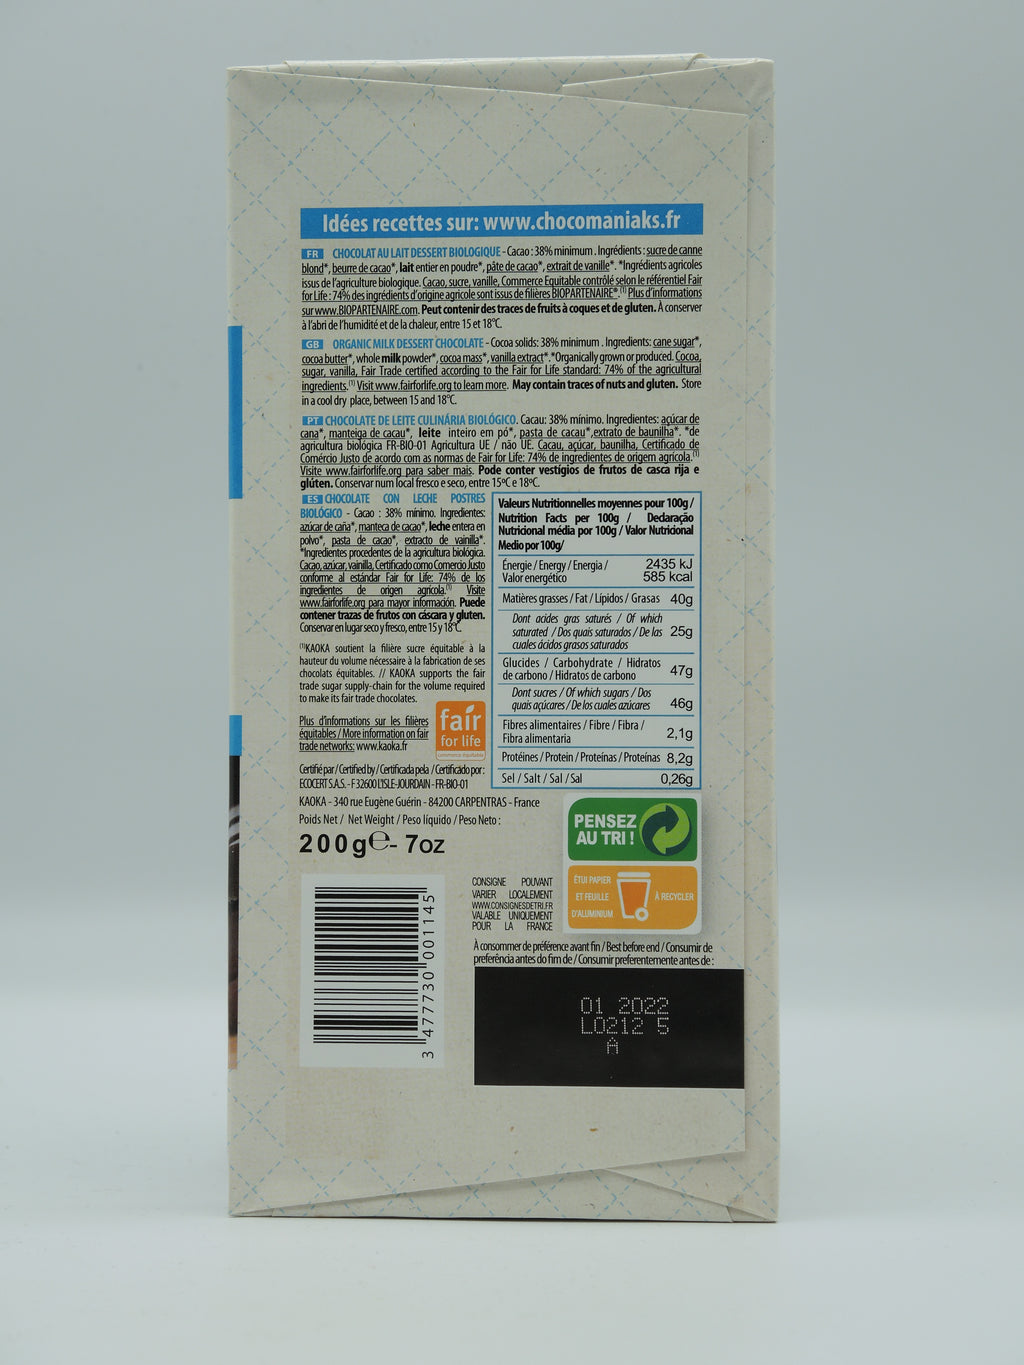 Idées recettes sur: www.chocomaniaks.fr
FR CHOCOLAT AU LAIT DESSERT BIOLOGIQUE - Cacao : 38% minimum . Ingrédients : sucre de canne
blond*, beurre de cacao*, lait entier en poudre*, pâte de cacao*, extrait de vanille*. *Ingrédients agricoles
issus de l'agriculture biologique. Cacao, sucre, vanille, Commerce Equitable contrôlé selon le référentiel Fair
for Life : 74% des ingrédients d'origine agricole sont issus de filières BIOPARTENAIRE®.(1) Plus d'informations
sur www.BIOPARTENAIRE.com. Peut contenir des traces de fruits à coques et de gluten. À conserver
à l'abri de l'humidité et de la chaleur, entre 15 et 18°C.
GB ORGANIC MILK DESSERT CHOCOLATE - Cocoa solids: 38% minimum . Ingredients: cane sugar*,
cocoa butter*, whole milk powder*, cocoa mass*, vanilla extract*.*Organically grown or produced. Cocoa,
sugar, vanilla, Fair Trade certified according to the Fair for Life standard: 74% of the agricultural
ingredients.(1) Visit www.fairforlife.org to learn more. May contain traces of nuts and gluten. Store
in a cool dry place, between 15 and 18°C.
PT CHOCOLATE DE LEITE CULINÁRIA BIOLÓGICO. Cacau: 38% mínimo. Ingredientes: açúcar de
cana*, manteiga de cacau*, leite inteiro em pó*, pasta de cacau*,extrato de baunilha*. *de
agricultura biológica FR-BIO-01 Agricultura UE / não UE. Cacau, açúcar, baunilha, Certificado de
Comércio Justo de acordo com as normas de Fair for Life: 74% de ingredientes de origem agrícola.(1)
Visite www.fairforlife.org para saber mais. Pode conter vestígios de frutos de casca rija e
glúten. Conservar num local fresco e seco, entre 15ºC e 18ºC.
ES CHOCOLATE CON LECHE POSTRES
BIOLÓGICO - Cacao : 38% mínimo. Ingredientes:
azúcar de caña*, manteca de cacao*, leche entera en
polvo*, pasta de cacao*, extracto de vainilla*.
*Ingredientes procedentes de la agricultura biológica.
Cacao, azúcar, vainilla, Certificado como Comercio Justo
conforme al estándar Fair for Life: 74% de los
ingredientes de origen agrícola.(1) Visite
www.fairforlife.org para mayor información. Puede
contener trazas de frutos con cáscara y gluten.
Conservar en lugar seco y fresco, entre 15 y 18°C.
(1)KAOKA soutient la filière sucre équitable à la
hauteur du volume nécessaire à la fabrication de ses
chocolats équitables. // KAOKA supports the fair
trade sugar supply-chain for the volume required
to make its fair trade chocolates.
Plus d'informations sur les filières
équitables / More information on fair
trade networks: www.kaoka.fr
fair
for life
commerce équitable
Certifié par / Certified by / Certificada pela / Certificado por :
ECOCERT S.A.S. - F 32600 L'ISLE-JOURDAIN - FR-BIO-01
KAOKA - 340 rue Eugène Guérin - 84200 CARPENTRAS - France
Poids Net / Net Weight / Peso líquido / Peso Neto :
200g℮- 7oz
Valeurs Nutritionnelles moyennes pour 100g /
Nutrition Facts per 100g / Declaração
Nutricional média por 100g / Valor Nutricional
Medio por 100g/
Énergie / Energy / Energia / 2435 kJ
Valor energético 585 kcal
Matières grasses / Fat / Lípidos / Grasas 40g
Dont acides gras saturés / Of which
saturated / Dos quais saturados / De las 25g
cuales ácidos grasos saturados
Glucides / Carbohydrate / Hidratos
de carbono / Hidratos de carbono 47g
Dont sucres / Of which sugars / Dos
quais açúcares / De los cuales azúcares 46g
Fibres alimentaires / Fibre / Fibra /
Fibra alimentaria 2,1g
Protéines / Protein / Proteínas / Proteínas 8,2g
Sel / Salt / Sal / Sal 0,26g
PENSEZ
AU TRI !
ÉTUI PAPIER
ET FEUILLE
D'ALUMINIUM
À RECYCLER
CONSIGNE POUVANT
VARIER LOCALEMENT
WWW.CONSIGNESDETRI.FR
VALABLE UNIQUEMENT
POUR LA FRANCE
À consommer de préférence avant fin / Best before end / Consumir de
preferência antes do fim de / Consumir preferentemente antes de :
01 2022
L0212 5
A
3 477730 001145